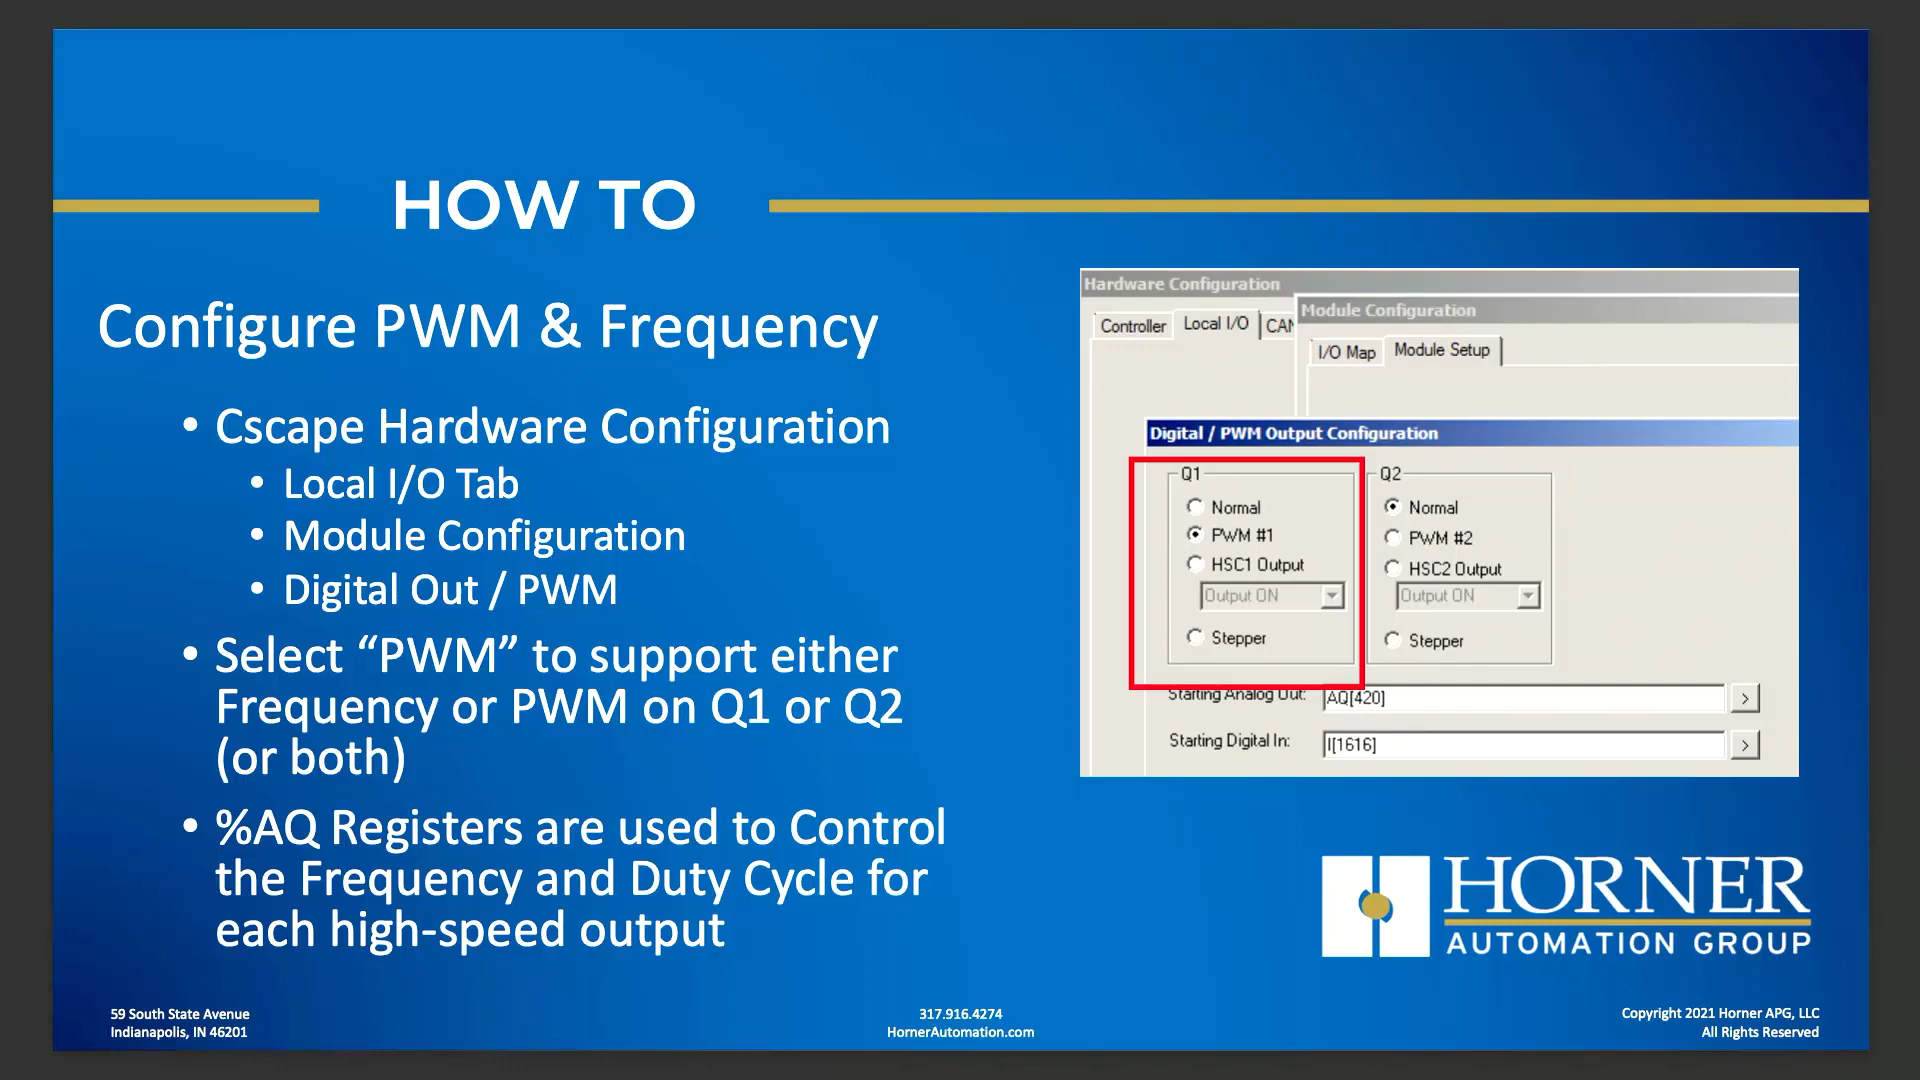 HOW TO
Configure PWM & Frequency
• Cscape Hardware Configuration
• Local I/O Tab
• Module Configuration
• Digital Out / PWM
• Select “PWM” to support either
Frequency or PWM on Q1 or Q2
(or both)
• %AQ Registers are used to Control
the Frequency and Duty Cycle for
each high-speed output
Hardware Configuration
Controller
Local I/O
CAN
Module Configuration
I/O Map
Module Setup
Digital / PWM Output Configuration
Q1
Normal
PWM #1
HSC1 Output
Output ON
Stepper
Q2
Normal
PWM #2
HSC2 Output
Output ON
Stepper
Starting Analog Out:
AQ[420]
>
Starting Digital In:
I[1616]
>
HORNER
AUTOMATION GROUP
59 South State Avenue
Indianapolis, IN 46201
317.916.4274
HornerAutomation.com
Copyright 2021 Horner APG, LLC
All Rights Reserved